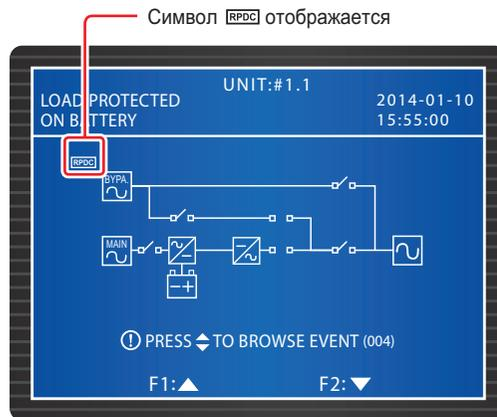 Символ RPDC отображается
UNIT:#1.1
LOAD PROTECTED
ON BATTERY
2014-01-10
15:55:00
RPDC
BYPA.
MAIN
! PRESS TO BROWSE EVENT (004)
F1:▲ F2:▼